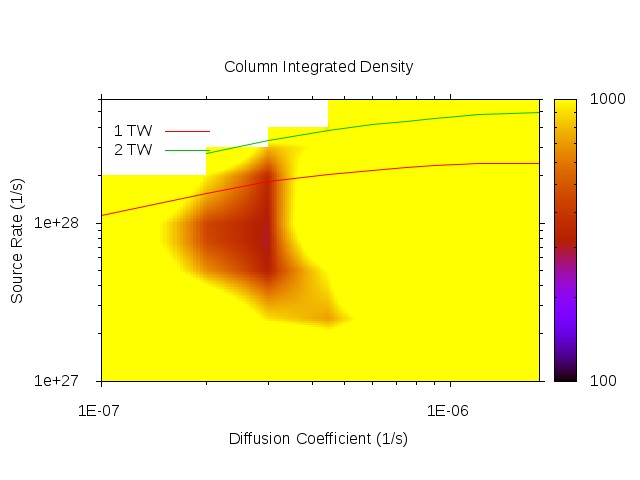 Column Integrated Density
1000
1 TW
2 TW
Source Rate (1/s)
1e+28
1e+27
100
1E-07
1E-06
Diffusion Coefficient (1/s)